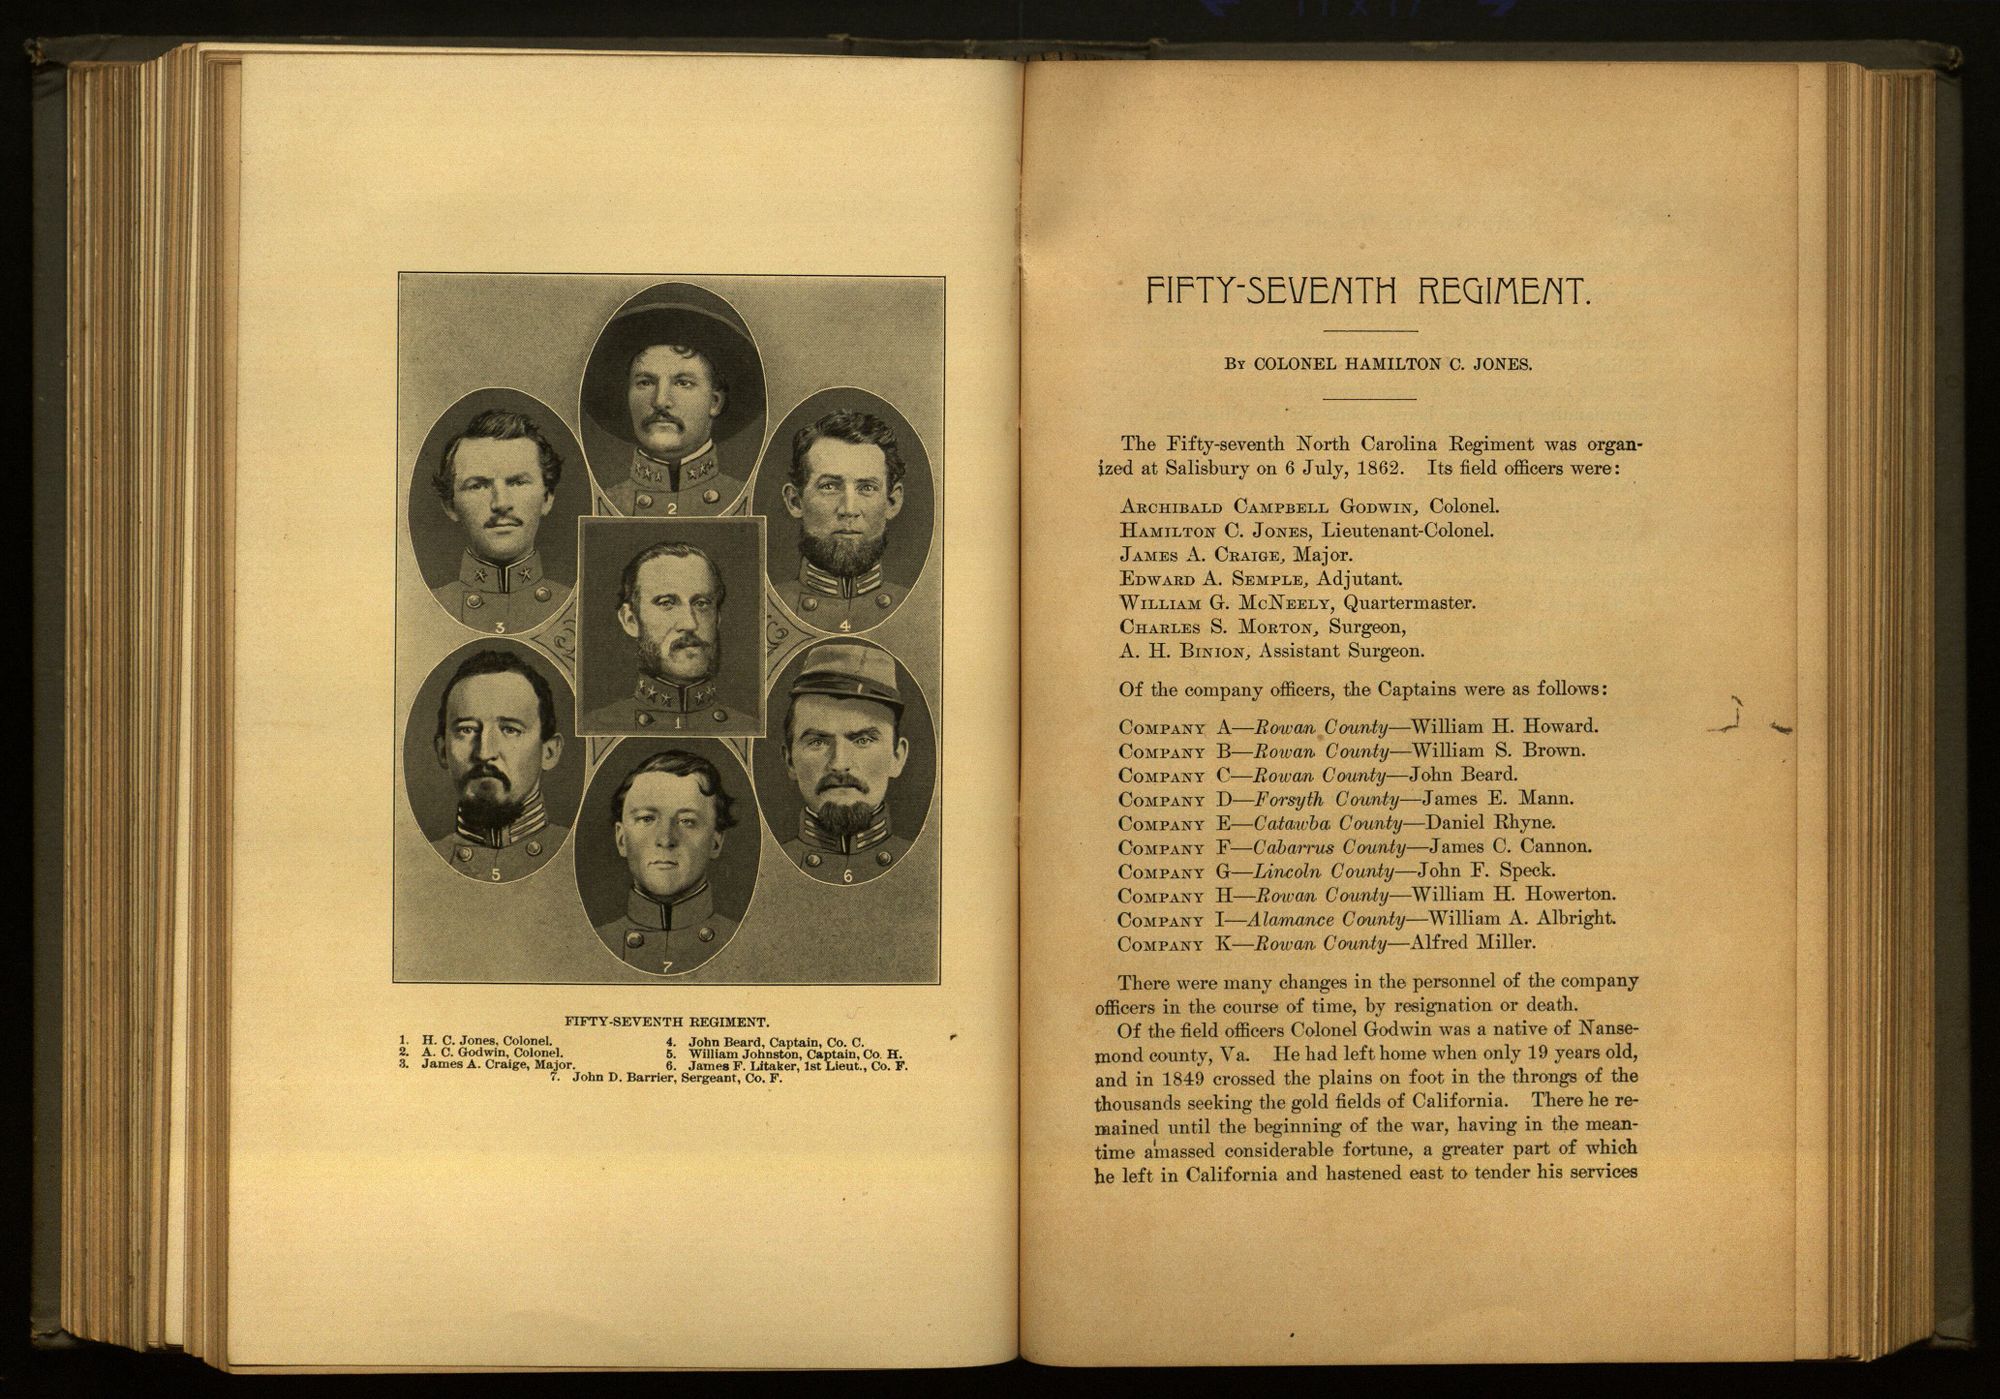 2
3
4
1
5
6
7
FIFTY-SEVENTH REGIMENT.
1. H. C. Jones, Colonel.
2. A. C. Godwin, Colonel.
3. James A. Craige, Major.
4. John Beard, Captain, Co. C.
5. William Johnston, Captain, Co. H.
6. James F. Litaker, 1st Lieut., Co. F.
7. John D. Barrier, Sergeant, Co. F.
FIFTY-SEVENTH REGIMENT.
By COLONEL HAMILTON C. JONES.
The Fifty-seventh North Carolina Regiment was organ-
ized at Salisbury on 6 July, 1862. Its field officers were:
Archibald Campbell Godwin, Colonel.
Hamilton C. Jones, Lieutenant-Colonel.
James A. Craige, Major.
Edward A. Semple, Adjutant.
William G. McNeely, Quartermaster.
Charles S. Morton, Surgeon,
A. H. Binion, Assistant Surgeon.
Of the company officers, the Captains were as follows:
Company A—Rowan County—William H. Howard.
Company B—Rowan County—William S. Brown.
Company C—Rowan County—John Beard.
Company D—Forsyth County—James E. Mann.
Company E—Catawba County—Daniel Rhyne.
Company F—Cabarrus County—James C. Cannon.
Company G—Lincoln County—John F. Speck.
Company H—Rowan County—William H. Howerton.
Company I—Alamance County—William A. Albright.
Company K—Rowan County—Alfred Miller.
There were many changes in the personnel of the company
officers in the course of time, by resignation or death.
Of the field officers Colonel Godwin was a native of Nanse-
mond county, Va. He had left home when only 19 years old,
and in 1849 crossed the plains on foot in the throngs of the
thousands seeking the gold fields of California. There he re-
mained until the beginning of the war, having in the mean-
time amassed considerable fortune, a greater part of which
he left in California and hastened east to tender his services